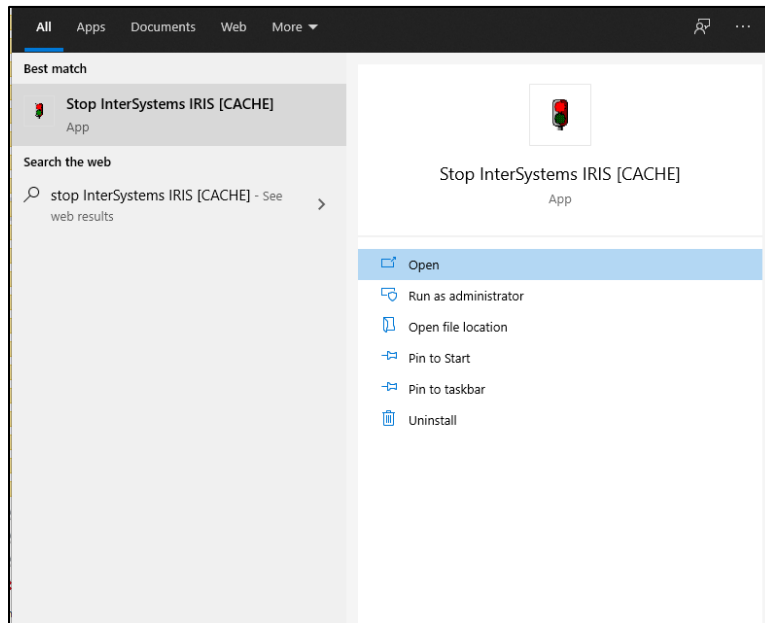 All Apps Documents Web More
Best match
Stop InterSystems IRIS [CACHE]
App
Search the web
stop InterSystems IRIS [CACHE] - See
web results
Stop InterSystems IRIS [CACHE]
App
Open
Run as administrator
Open file location
Pin to Start
Pin to taskbar
Uninstall